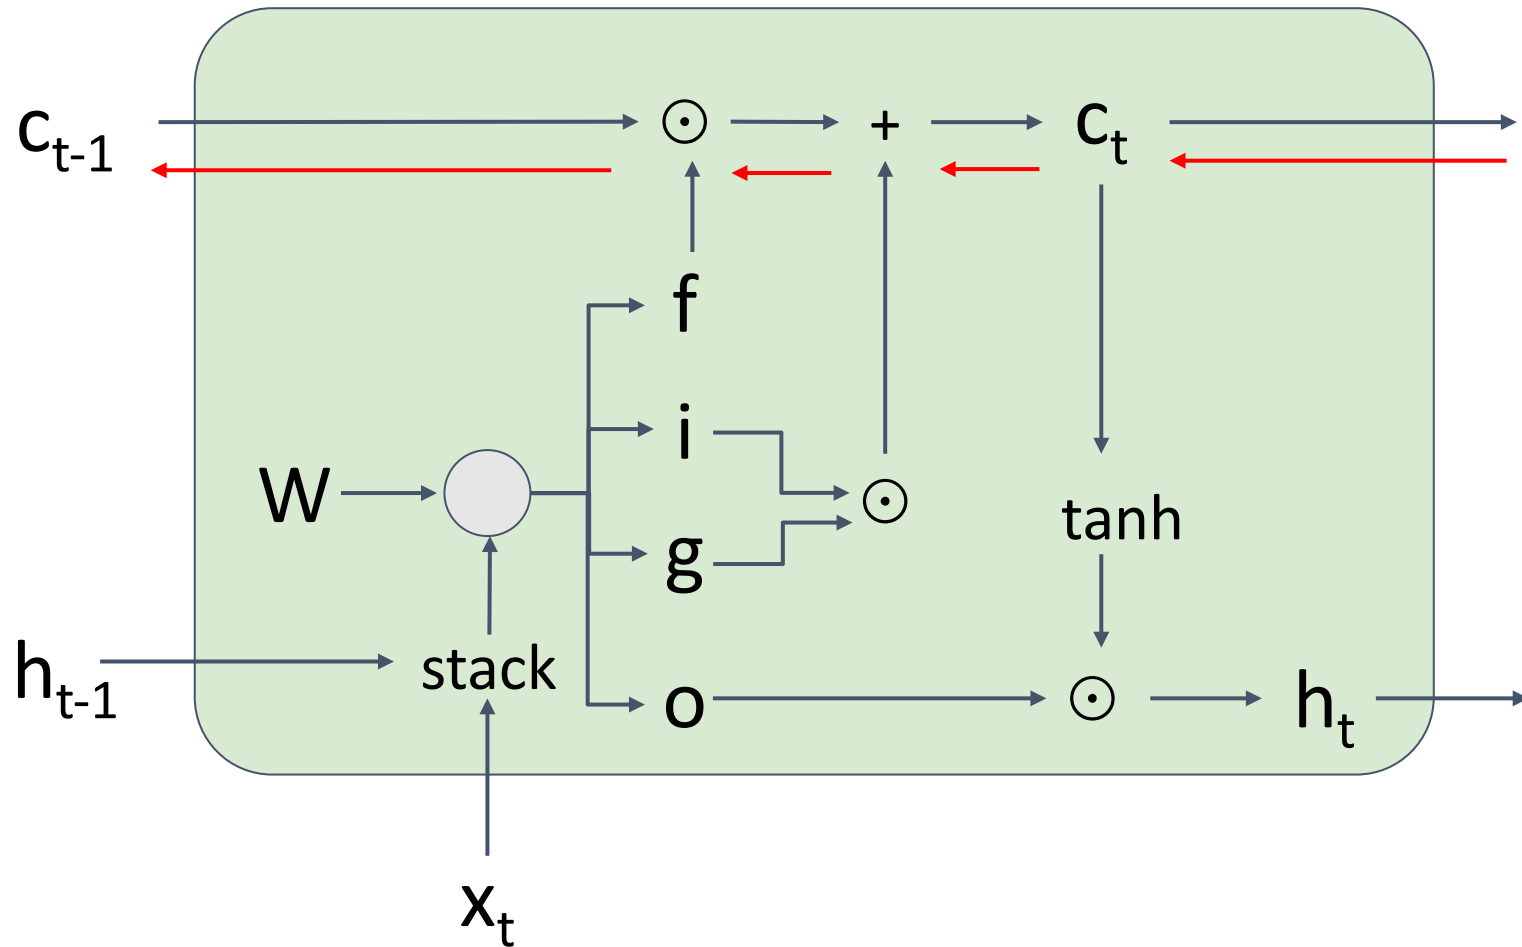 c_{t-1} ⊙ + c_t
f
i
W ⊙
tanh
g
h_{t-1} stack o ⊙ h_t
x_t